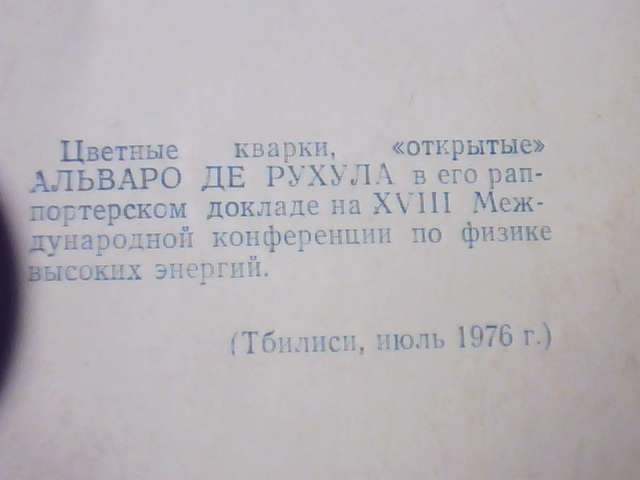 Цветные кварки, «открытые»
АЛЬВАРО ДЕ РУХУЛА в его рап-
портерском докладе на XVIII Меж-
дународной конференции по физике
высоких энергий.
(Тбилиси, июль 1976 г.)